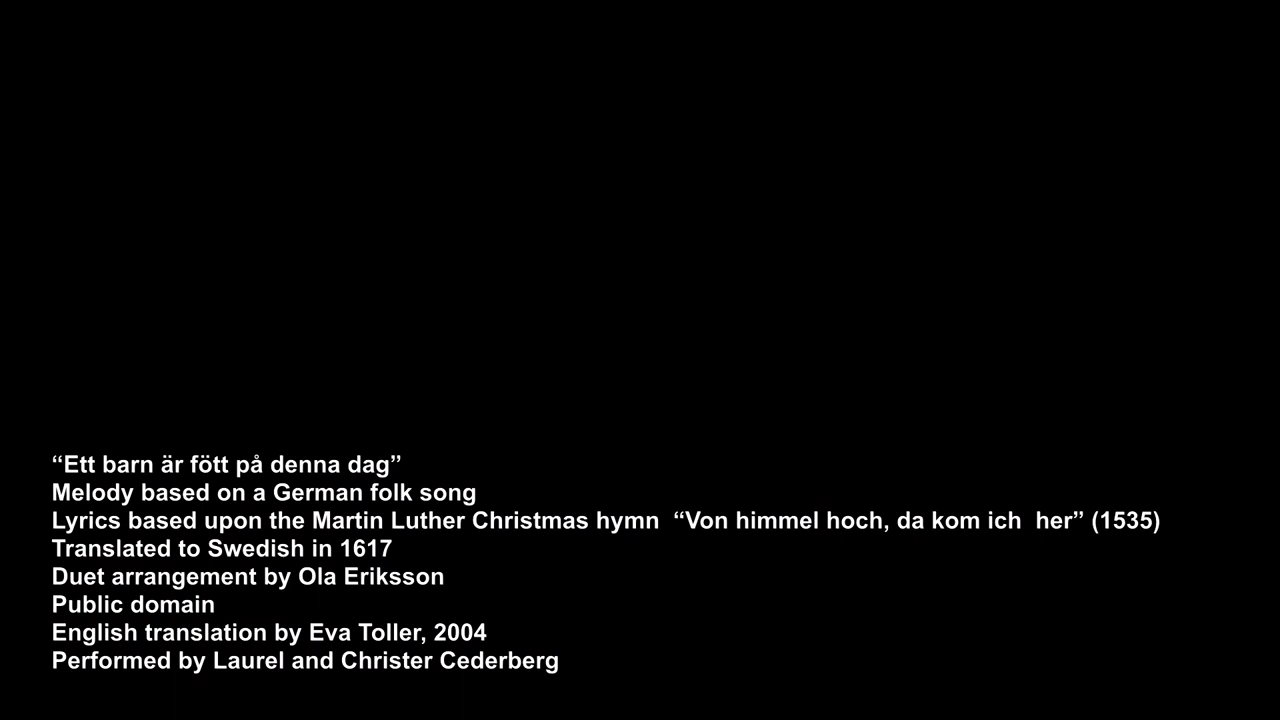 “Ett barn är fött på denna dag”
Melody based on a German folk song
Lyrics based upon the Martin Luther Christmas hymn  “Von himmel hoch, da kom ich  her” (1535)
Translated to Swedish in 1617
Duet arrangement by Ola Eriksson
Public domain
English translation by Eva Toller, 2004
Performed by Laurel and Christer Cederberg